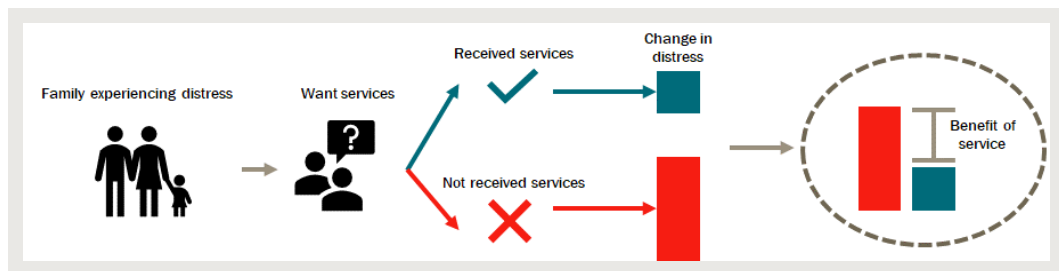 Family experiencing distress
Want services
?
Received services
Not received services
Change in
distress
Benefit of
service